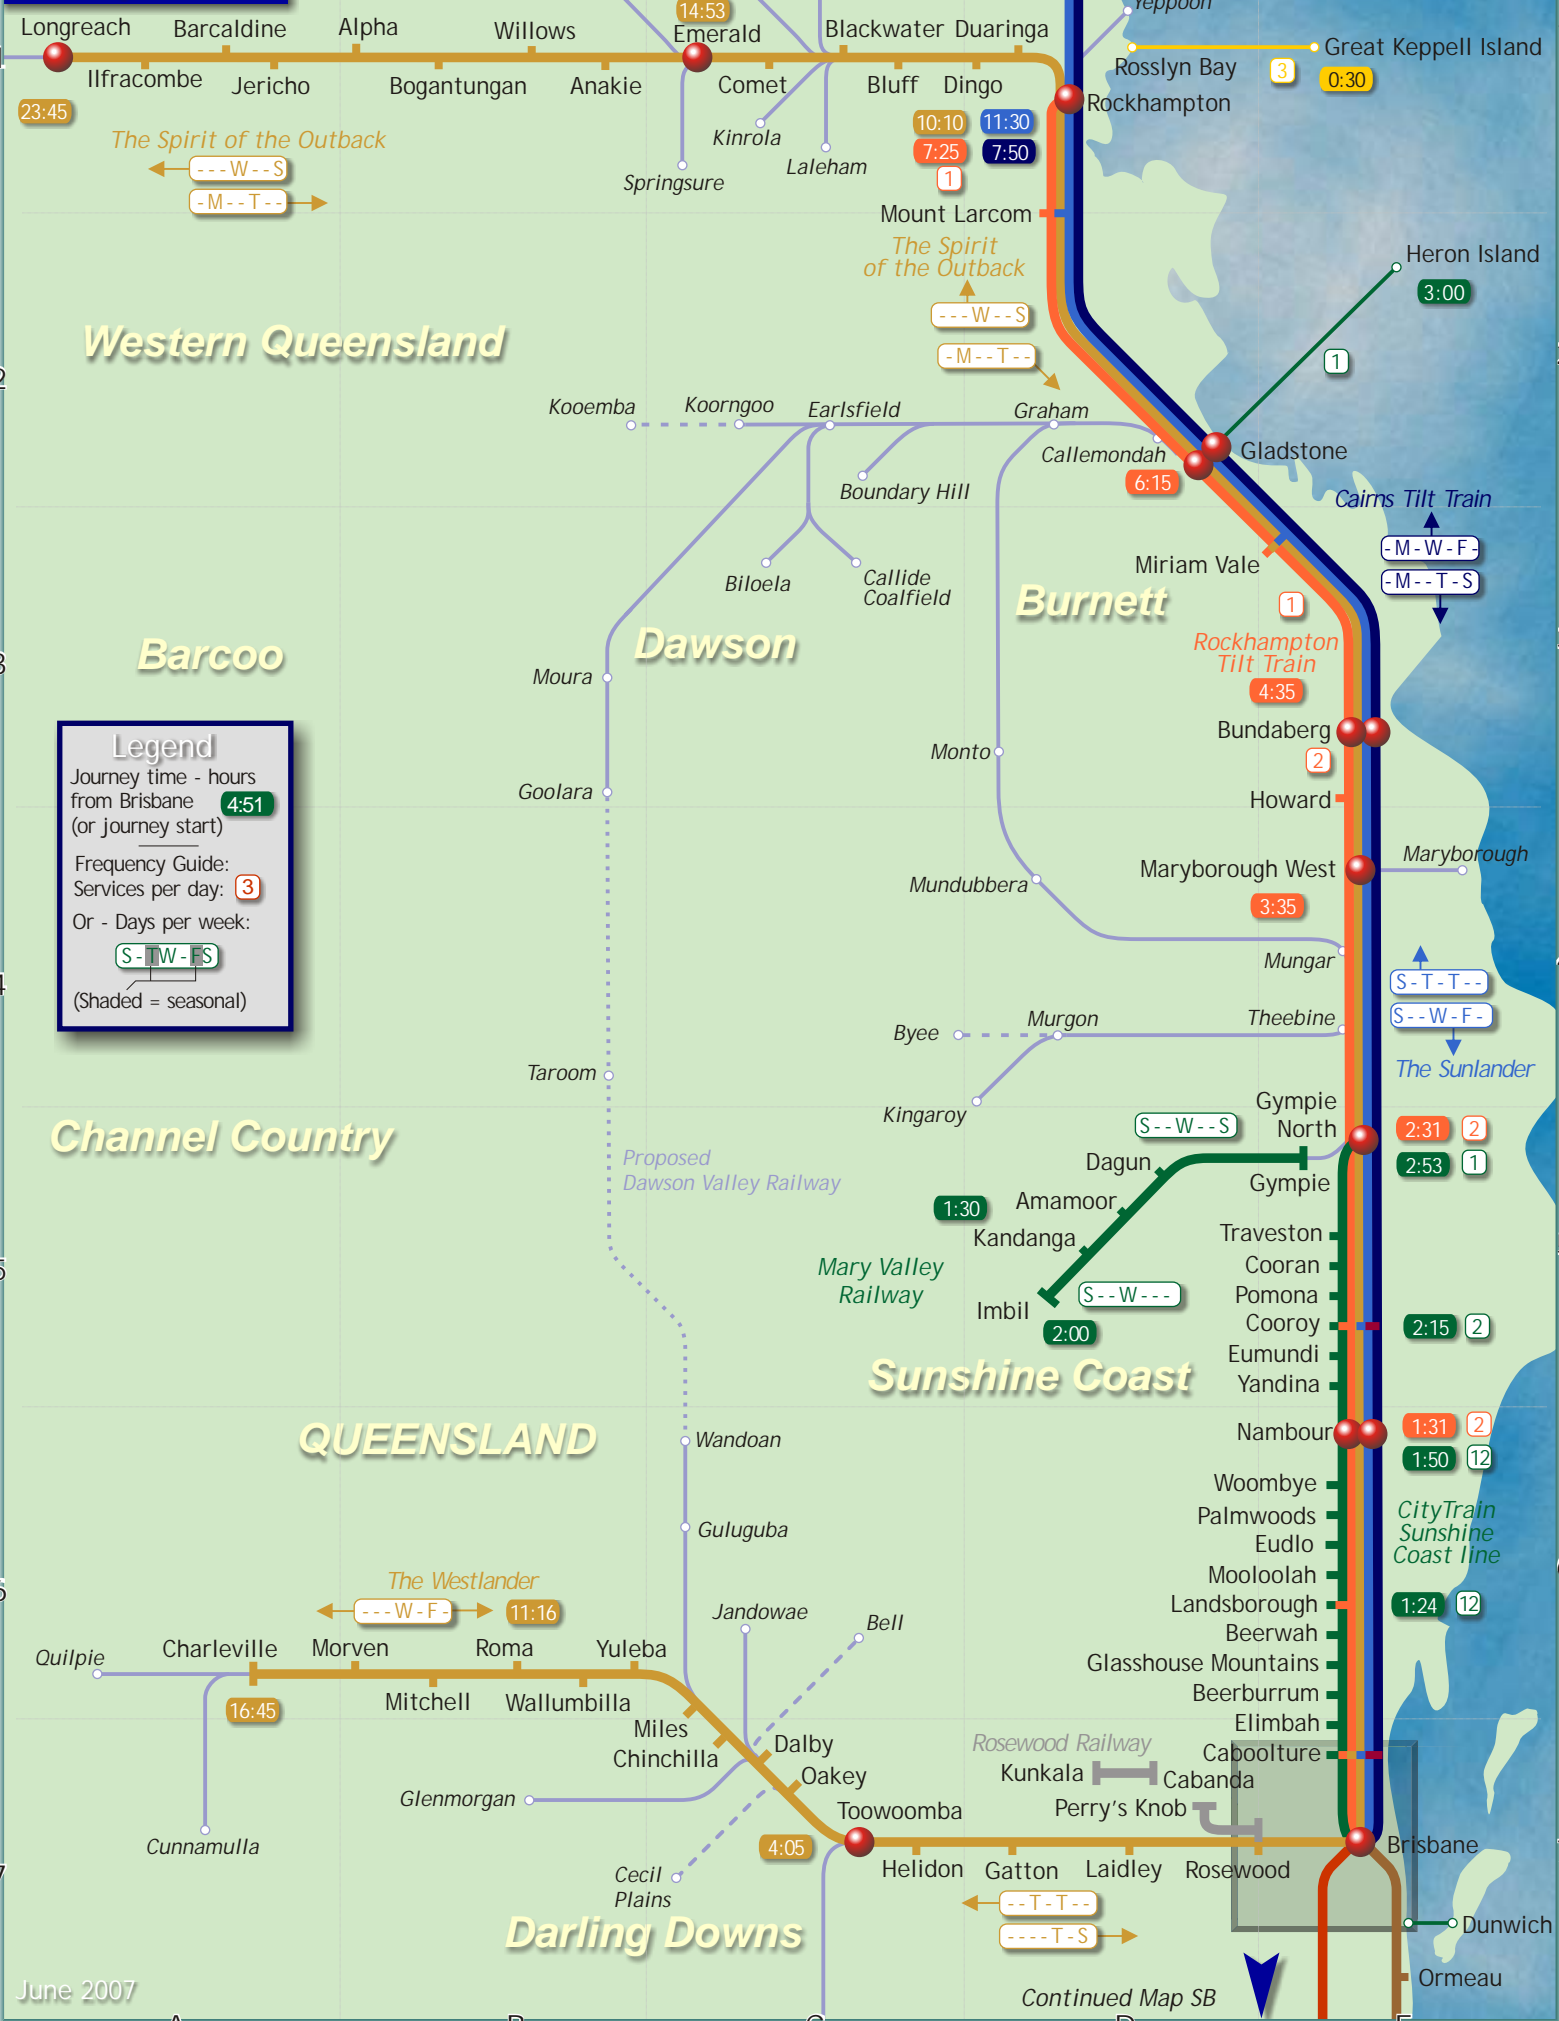 Yeppoon
14:53
Longreach
Barcaldine
Alpha
Willows
Emerald
Blackwater
Duaringa
Great Keppell Island
Ilfracombe
Jericho
Bogantungan
Anakie
Comet
Bluff
Dingo
Rosslyn Bay
3
0:30
23:45
Rockhampton
The Spirit of the Outback
---W--S
-M--T--
Kinrola
Laleham
Springsure
10:10
11:30
7:25
7:50
1
Mount Larcom
The Spirit
of the Outback
---W--S
-M--T--
Heron Island
3:00
1
Western Queensland
Kooemba
Koorngoo
Earlsfield
Graham
Callemondah
Gladstone
6:15
Boundary Hill
Cairns Tilt Train
-M-W-F-
-M--T-S
Miriam Vale
Biloela
Callide
Coalfield
Burnett
1
Dawson
Barcoo
Rockhampton
Tilt Train
4:35
Moura
Bundaberg
2
Monto
Goolara
Howard
Legend
Journey time - hours
from Brisbane
4:51
(or journey start)
Frequency Guide:
Services per day:
3
Or - Days per week:
S-TW-FS
(Shaded = seasonal)
Maryborough West
Maryborough
3:35
Mundubbera
Mungar
S-T-T--
S--W-F-
The Sunlander
Byee
Murgon
Theebine
Kingaroy
Taroom
Channel Country
Gympie
North
2:31
2
2:53
1
S--W--S
Dagun
Gympie
Amamoor
1:30
Kandanga
Mary Valley
Railway
Imbil
S--W---
2:00
Proposed
Dawson Valley Railway
Traveston
Cooran
Pomona
Cooroy
2:15
2
Eumundi
Yandina
Sunshine Coast
QUEENSLAND
Wandoan
Nambour
1:31
2
1:50
12
Woombye
Palmwoods
Eudlo
Mooloolah
Landsborough
Beerwah
Glasshouse Mountains
Beerburrum
Elimbah
Caboolture
CityTrain
Sunshine
Coast line
1:24
12
Guluguba
The Westlander
---W-F-
11:16
Jandowae
Bell
Quilpie
Charleville
Morven
Roma
Yuleba
Mitchell
Wallumbilla
16:45
Miles
Chinchilla
Dalby
Oakey
Glenmorgan
Cunnamulla
Rosewood Railway
Kunkala
Cabanda
Perry's Knob
Toowoomba
4:05
Brisbane
Helidon
Gatton
Laidley
Rosewood
Cecil
Plains
Darling Downs
--T-T--
----T-S
Dunwich
Ormeau
Continued Map SB
June 2007